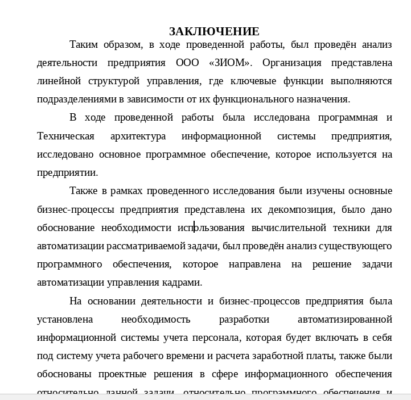 ЗАКЛЮЧЕНИЕ
Таким образом, в ходе проведенной работы, был проведён анализ
деятельности предприятия ООО «ЗИОМ». Организация представлена
линейной структурой управления, где ключевые функции выполняются
подразделениями в зависимости от их функционального назначения.
В ходе проведенной работы была исследована программная и
Техническая архитектура информационной системы предприятия,
исследовано основное программное обеспечение, которое используется на
предприятии.
Также в рамках проведенного исследования были изучены основные
бизнес-процессы предприятия представлена их декомпозиция, было дано
обоснование необходимости использования вычислительной техники для
автоматизации рассматриваемой задачи, был проведён анализ существующего
программного обеспечения, которое направлена на решение задачи
автоматизации управления кадрами.
На основании деятельности и бизнес-процессов предприятия была
установлена необходимость разработки автоматизированной
информационной системы учета персонала, которая будет включать в себя
под систему учета рабочего времени и расчета заработной платы, также были
обоснованы проектные решения в сфере информационного обеспечения
относительно данной задачи, относительно программного обеспечения и